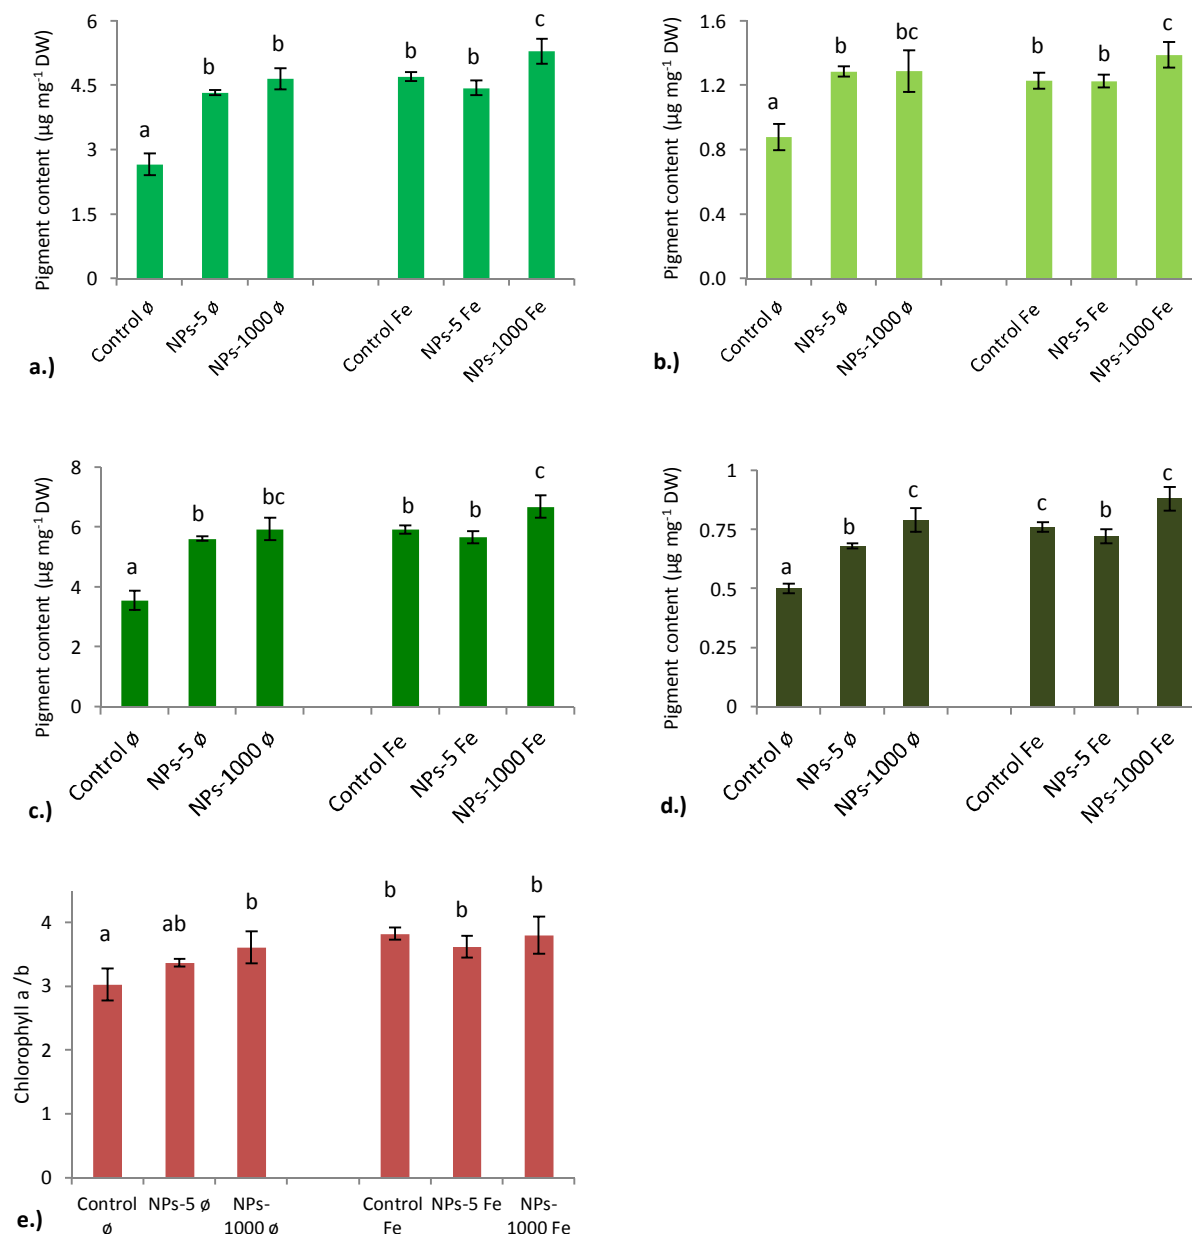 Pigment content (µg mg⁻¹ DW)
6
4.5
3
1.5
0
a
b
b
b
b
c
Control ø
NPs-5 ø
NPs-1000 ø
Control Fe
NPs-5 Fe
NPs-1000 Fe
a.)
Pigment content (µg mg⁻¹ DW)
1.6
1.2
0.8
0.4
0.0
a
b
bc
b
b
c
Control ø
NPs-5 ø
NPs-1000 ø
Control Fe
NPs-5 Fe
NPs-1000 Fe
b.)
Pigment content (µg mg⁻¹ DW)
8
6
4
2
0
a
b
bc
b
b
c
Control ø
NPs-5 ø
NPs-1000 ø
Control Fe
NPs-5 Fe
NPs-1000 Fe
c.)
Pigment content (µg mg⁻¹ DW)
1
0.75
0.5
0.25
0
a
b
c
c
b
c
Control ø
NPs-5 ø
NPs-1000 ø
Control Fe
NPs-5 Fe
NPs-1000 Fe
d.)
Chlorophyll a /b
4
3
2
1
0
a
ab
b
b
b
b
Control
ø
NPs-5 ø
NPs-
1000 ø
Control
Fe
NPs-5 Fe
NPs-
1000 Fe
e.)